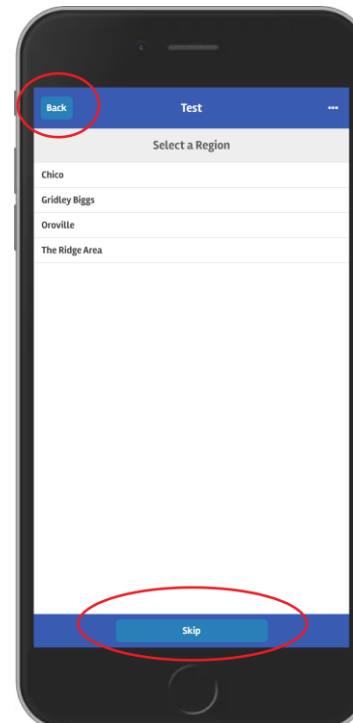 Back Test ...
Select a Region
Chico
Gridley Biggs
Oroville
The Ridge Area
Skip